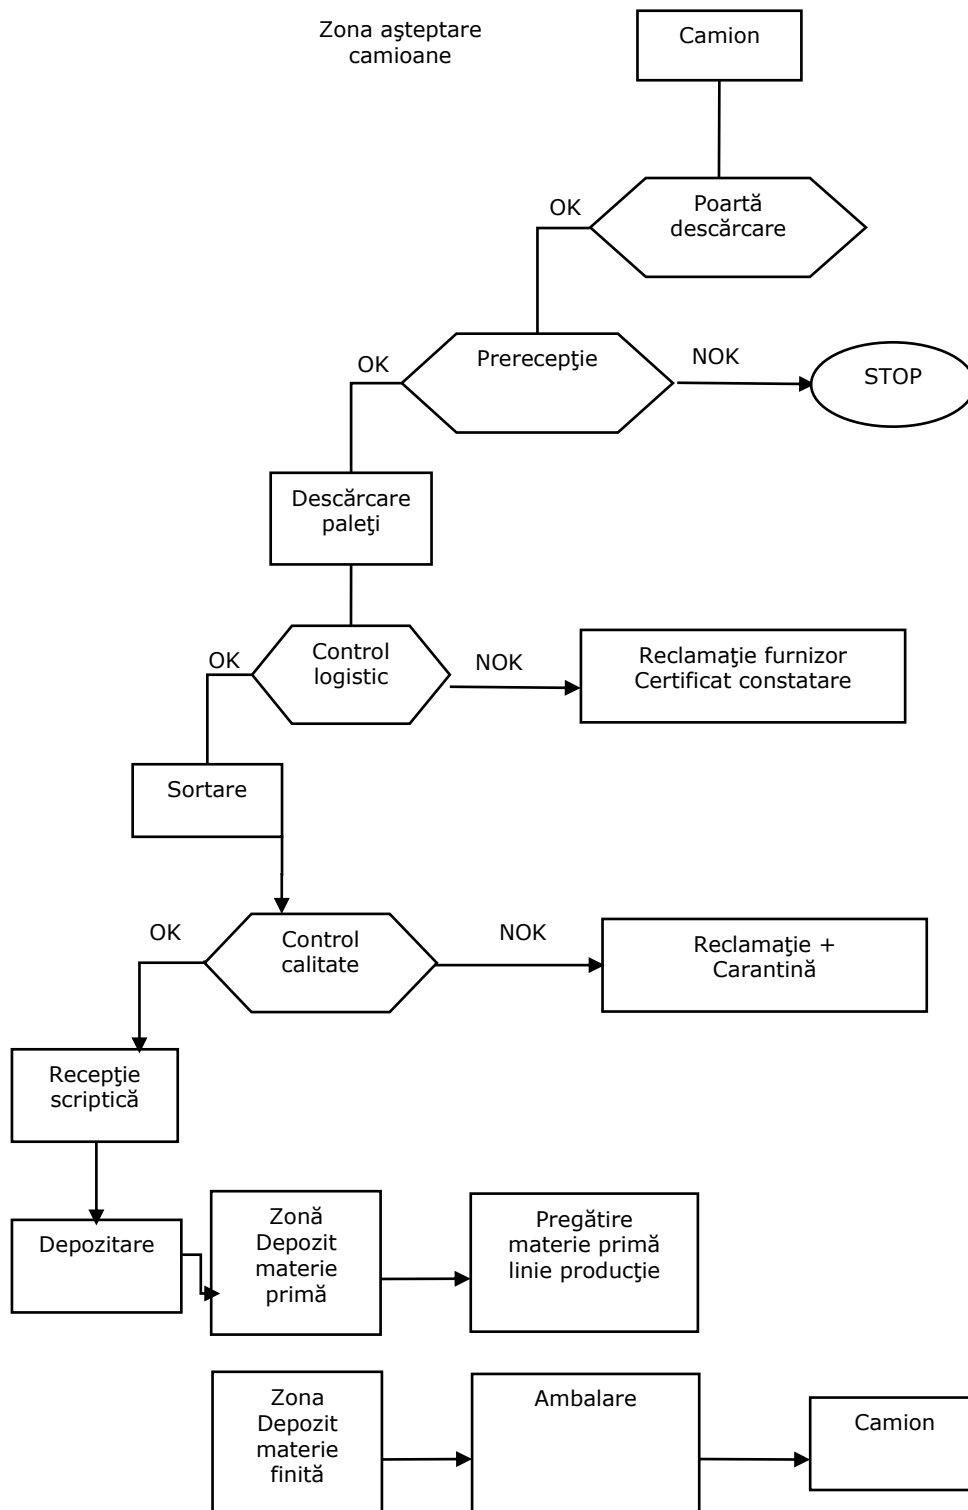 Zona aşteptare
camioane
Camion
OK
Poartă
descărcare
OK
Prerecepţie
NOK
STOP
Descărcare
paleţi
OK
Control
logistic
NOK
Reclamaţie furnizor
Certificat constatare
Sortare
OK
Control
calitate
NOK
Reclamaţie +
Carantină
Recepţie
scriptică
Depozitare
Zonă
Depozit
materie
primă
Pregătire
materie primă
linie producţie
Zona
Depozit
materie
finită
Ambalare
Camion